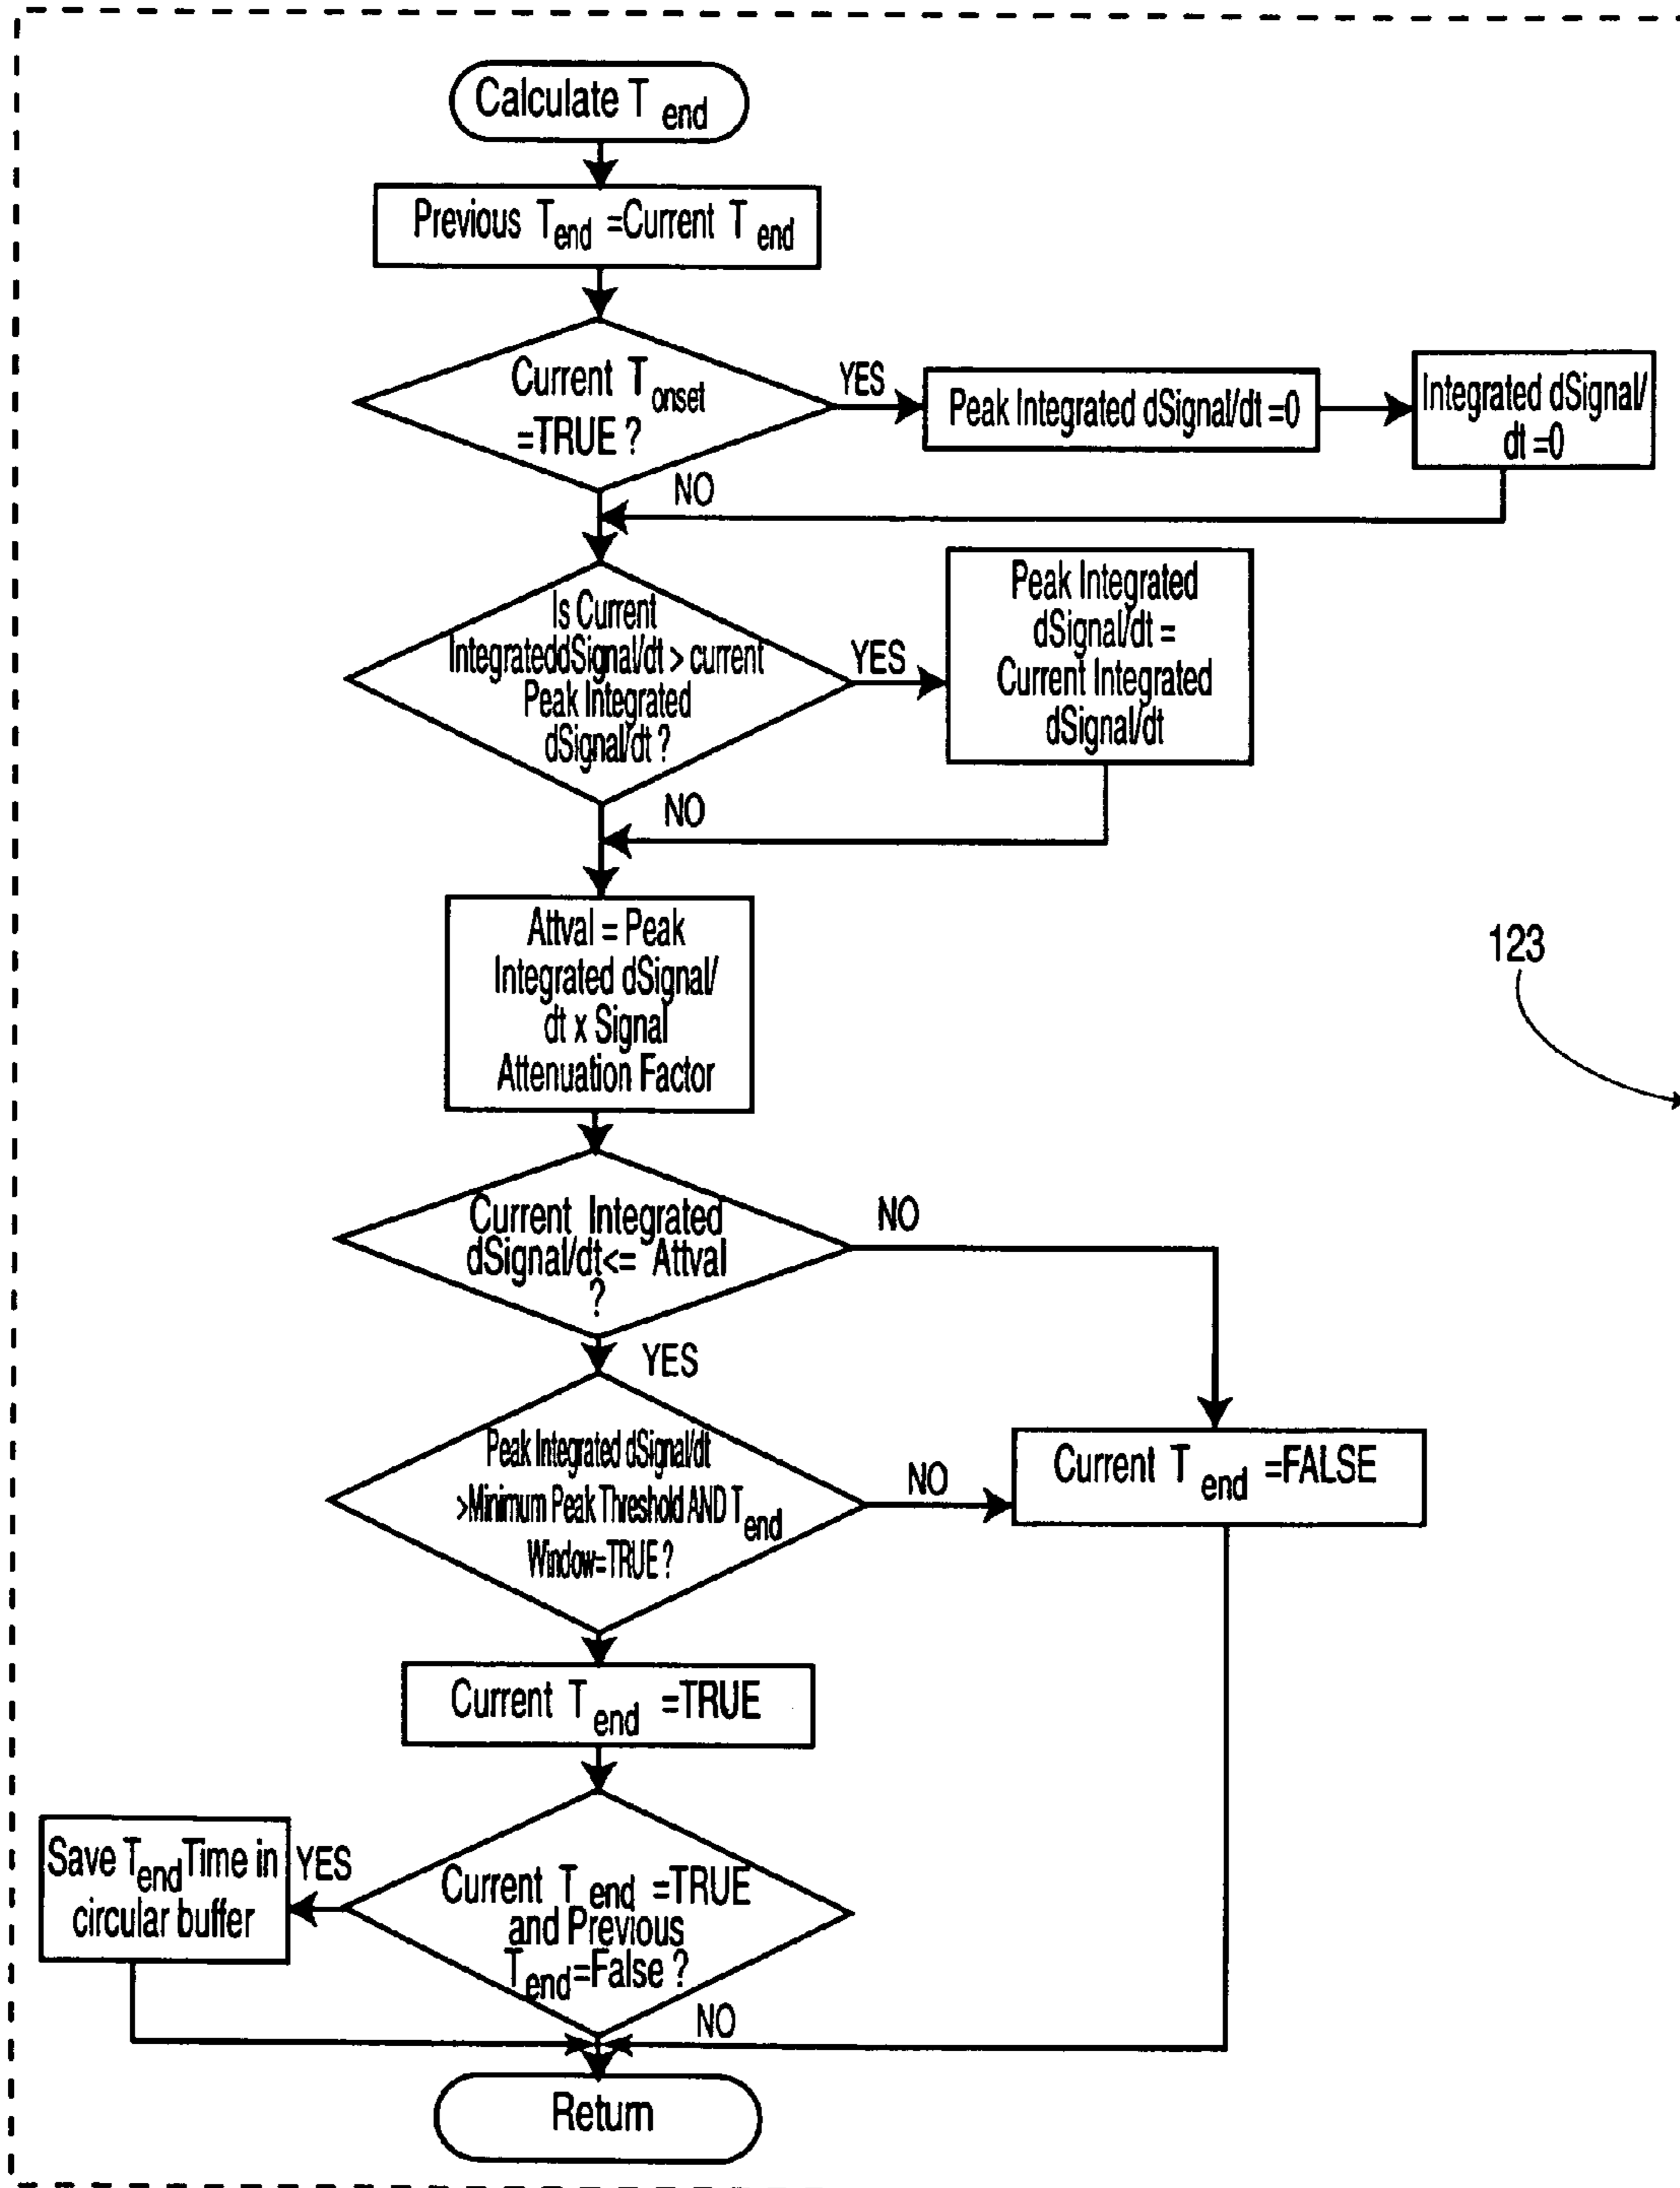 Calculate T end
Previous Tend =Current T end
Current Tonset
=TRUE ?
YES
Peak Integrated dSignal/dt =0
Integrated dSignal/
dt =0
NO
Is Current
IntegrateddSignal/dt > current
Peak Integrated
dSignal/dt ?
YES
Peak Integrated
dSignal/dt =
Current Integrated
dSignal/dt
NO
Attval = Peak
Integrated dSignal/
dt x Signal
Attenuation Factor
123
Current Integrated
dSignal/dt<= Attval
?
NO
YES
Peak Integrated dSignal/dt
>Minimum Peak Threshold AND Tend
Window=TRUE ?
NO
Current T end =FALSE
Current T end =TRUE
Current T end =TRUE
and Previous
Tend=False ?
YES
Save Tend Time in
circular buffer
NO
Return